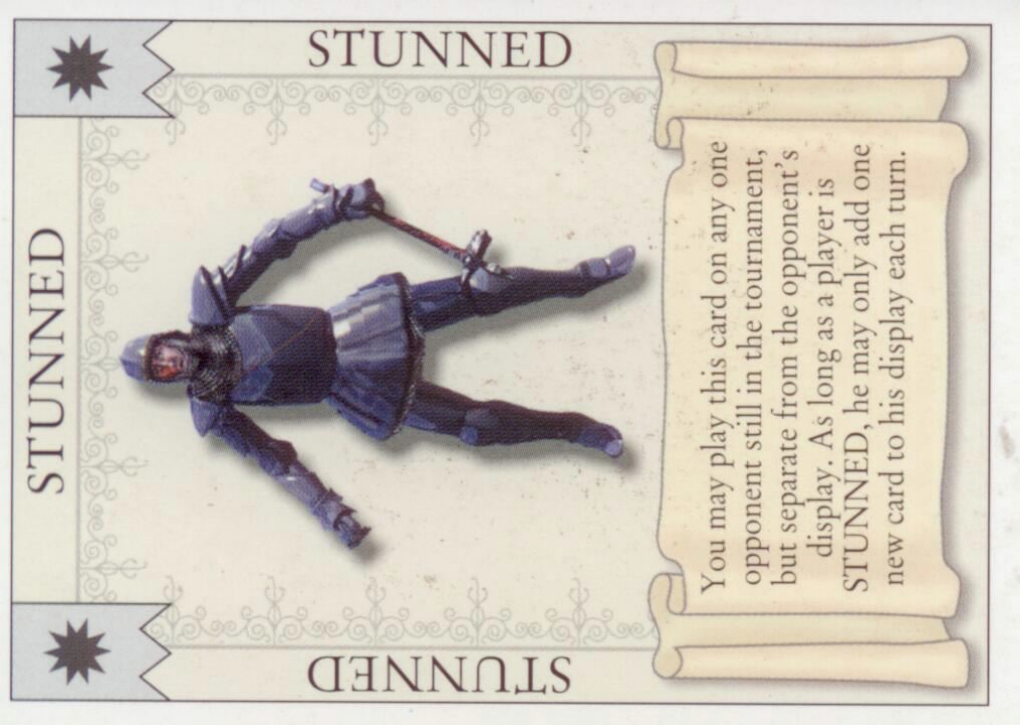 STUNNED
STUNNED
STUNNED
You may play this card on any one
opponent still in the tournament,
but separate from the opponent's
display. As long as a player is
STUNNED, he may only add one
new card to his display each turn.